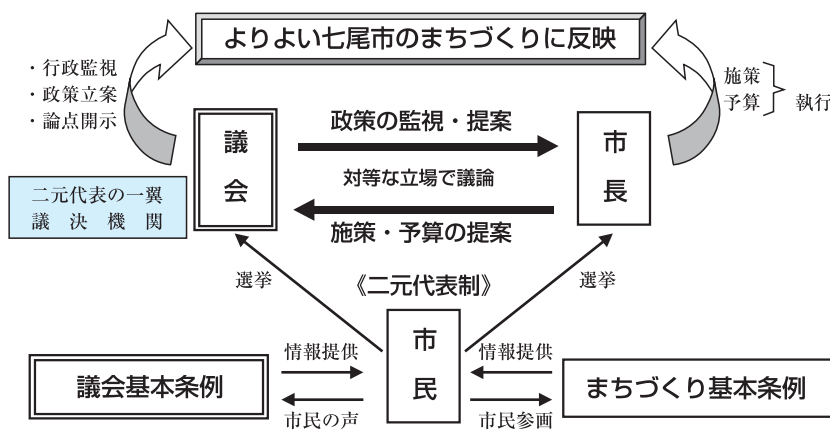 よりよい七尾市のまちづくりに反映
・行政監視
・政策立案
・論点開示
施策
予算
執行
議会
政策の監視・提案
対等な立場で議論
施策・予算の提案
市長
二元代表の一翼
議決機関
選挙
《二元代表制》
選挙
市民
議会基本条例
情報提供
市民の声
情報提供
市民参画
まちづくり基本条例